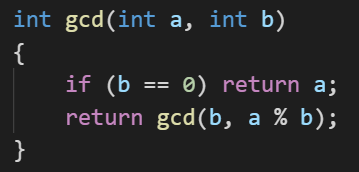 int gcd(int a, int b)
{
    if (b == 0) return a;
    return gcd(b, a % b);
}